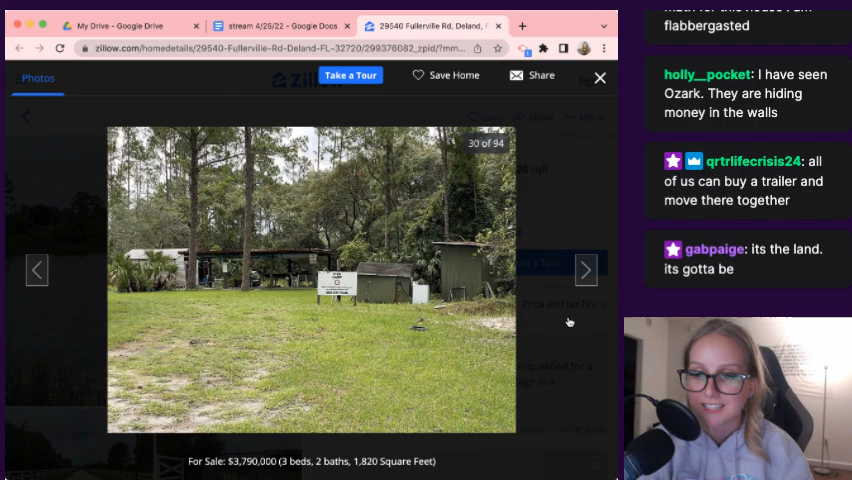 My Drive - Google Drive
stream 4/25/22 - Google Docs
29540 Fullerville Rd, Deland, F
zillow.com/homedetails/29540-Fullerville-Rd-Deland-FL-32720/299376082_zpid/?mm...
Photos
Zillow
Take a Tour
Save Home
Share
30 of 94
For Sale: $3,790,000 (3 beds, 2 baths, 1,820 Square Feet)
flabbergasted
holly__pocket: I have seen
Ozark. They are hiding
money in the walls
qrtrlifecrisis24: all
of us can buy a trailer and
move there together
gabpaige: its the land.
its gotta be